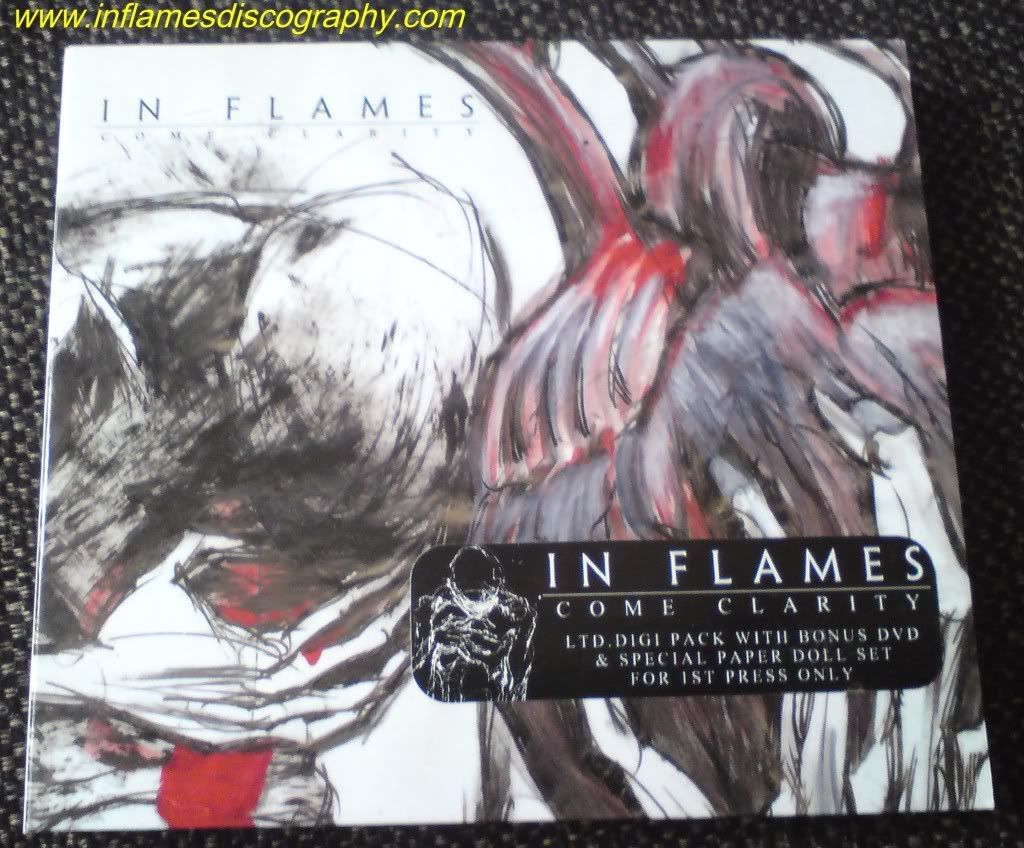 www.inflamesdiscography.com
IN FLAMES
COME CLARITY
IN FLAMES
COME CLARITY
LTD.DIGI PACK WITH BONUS DVD
& SPECIAL PAPER DOLL SET
FOR 1ST PRESS ONLY